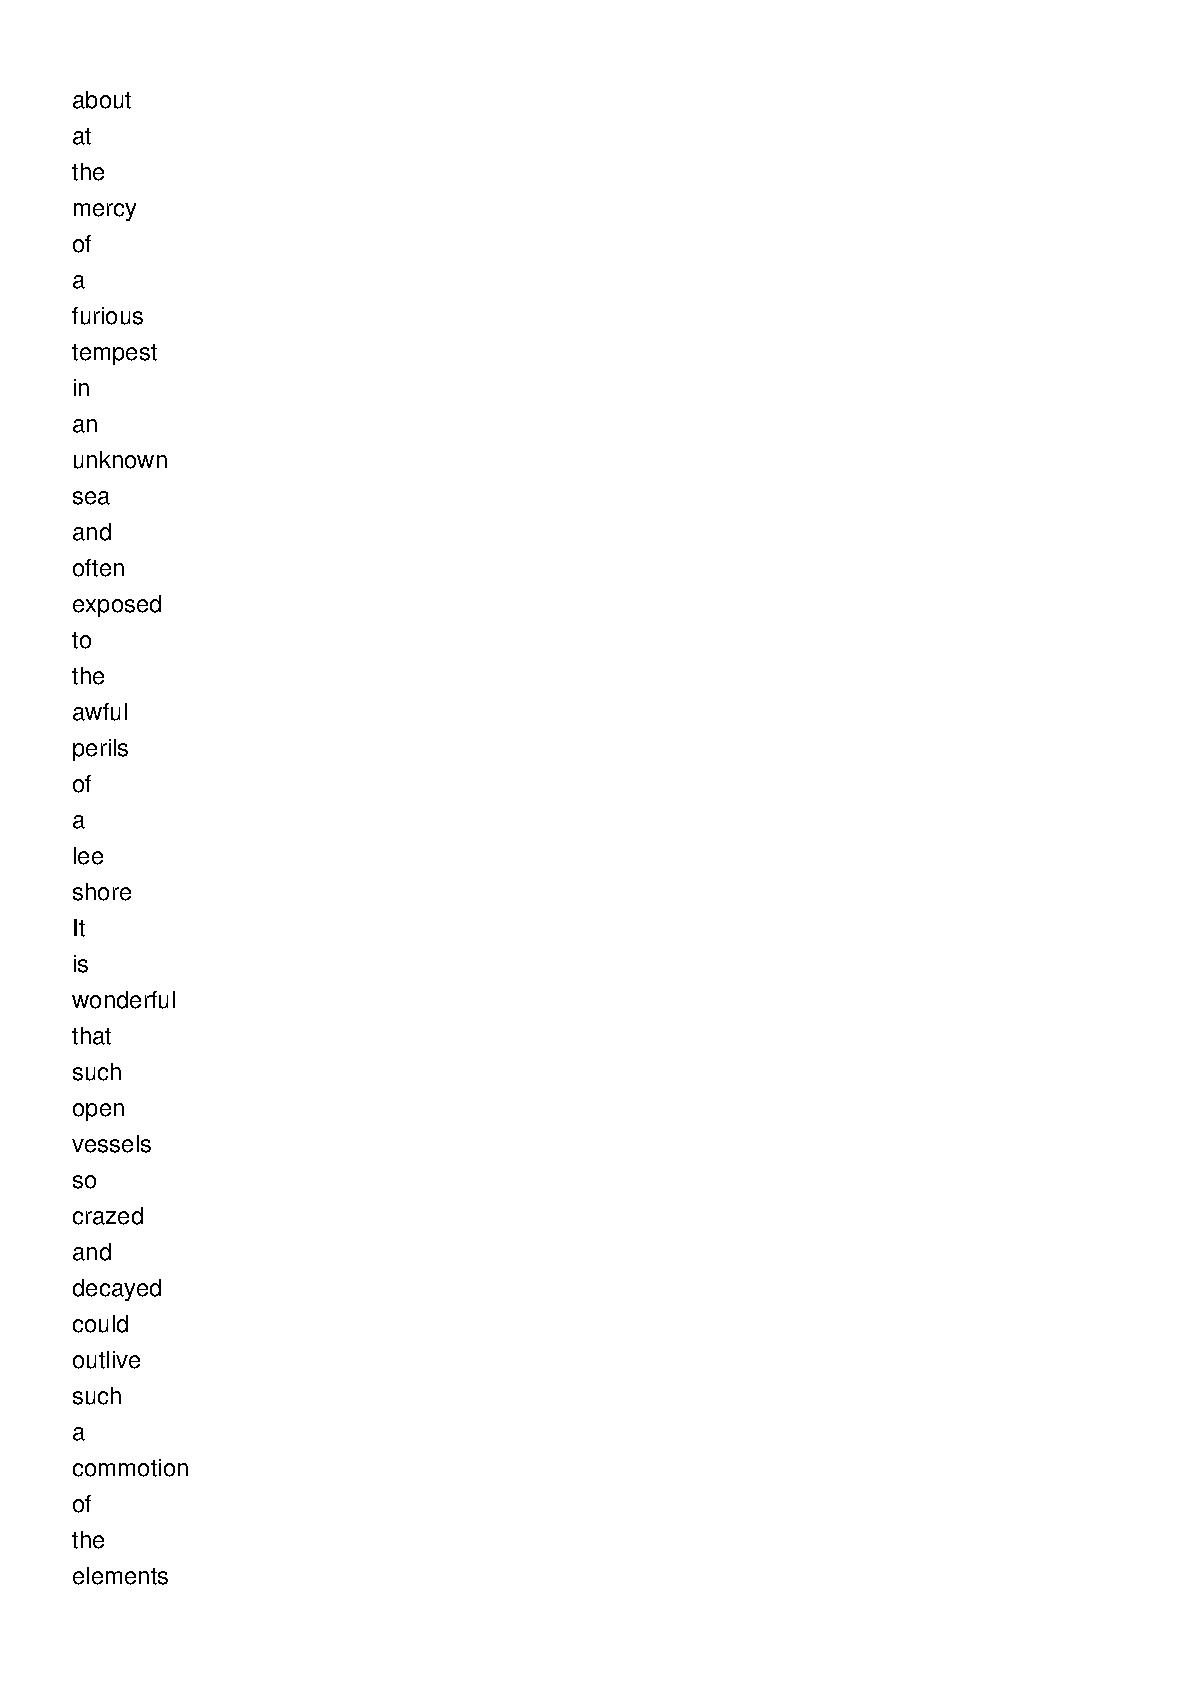 about
at
the
mercy
of
a
furious
tempest
in
an
unknown
sea
and
often
exposed
to
the
awful
perils
of
a
lee
shore
It
is
wonderful
that
such
open
vessels
so
crazed
and
decayed
could
outlive
such
a
commotion
of
the
elements